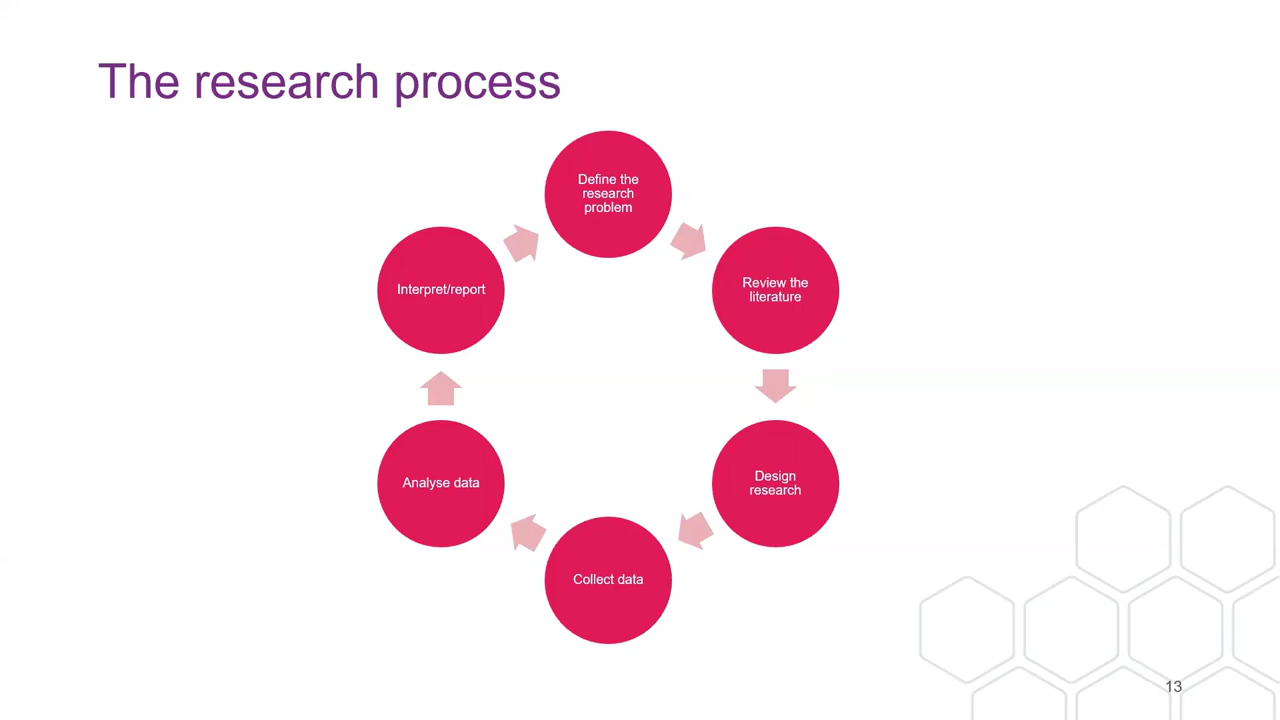 The research process
Define the
research
problem
Review the
literature
Design
research
Collect data
Analyse data
Interpret/report
13